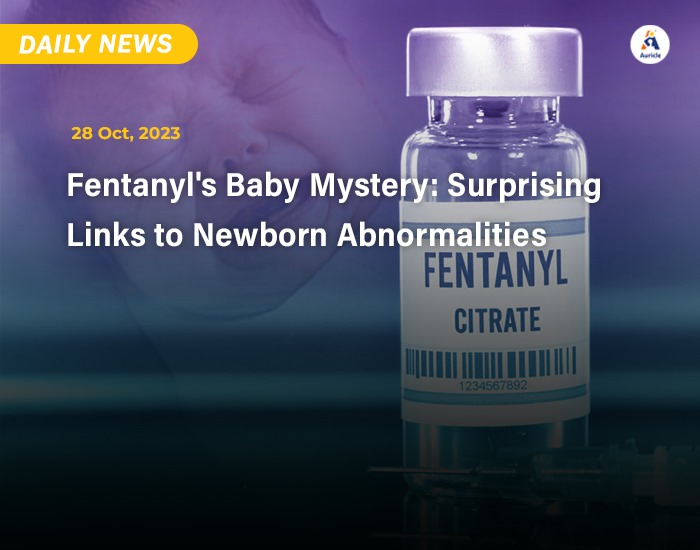 DAILY NEWS
Auricle
28 Oct, 2023
Fentanyl's Baby Mystery: Surprising
Links to Newborn Abnormalities
FENTANYL
CITRATE
1234567892